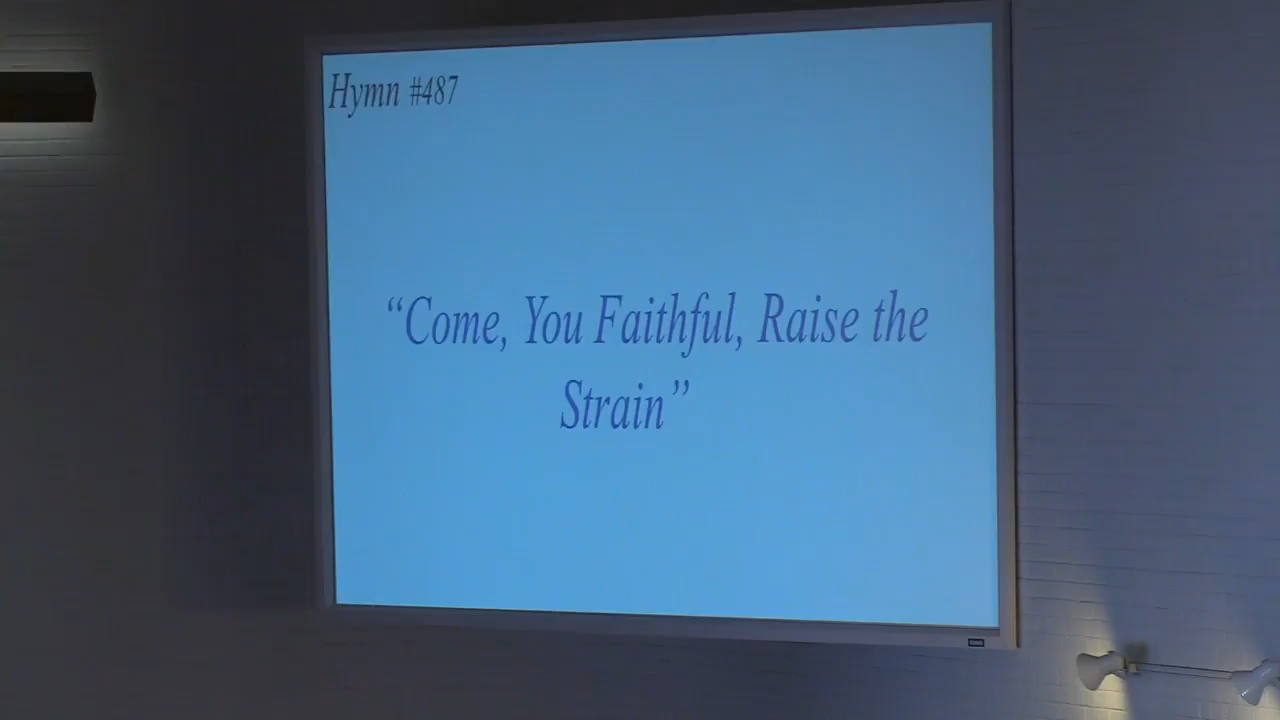 Hymn #487
“Come, You Faithful, Raise the
Strain”